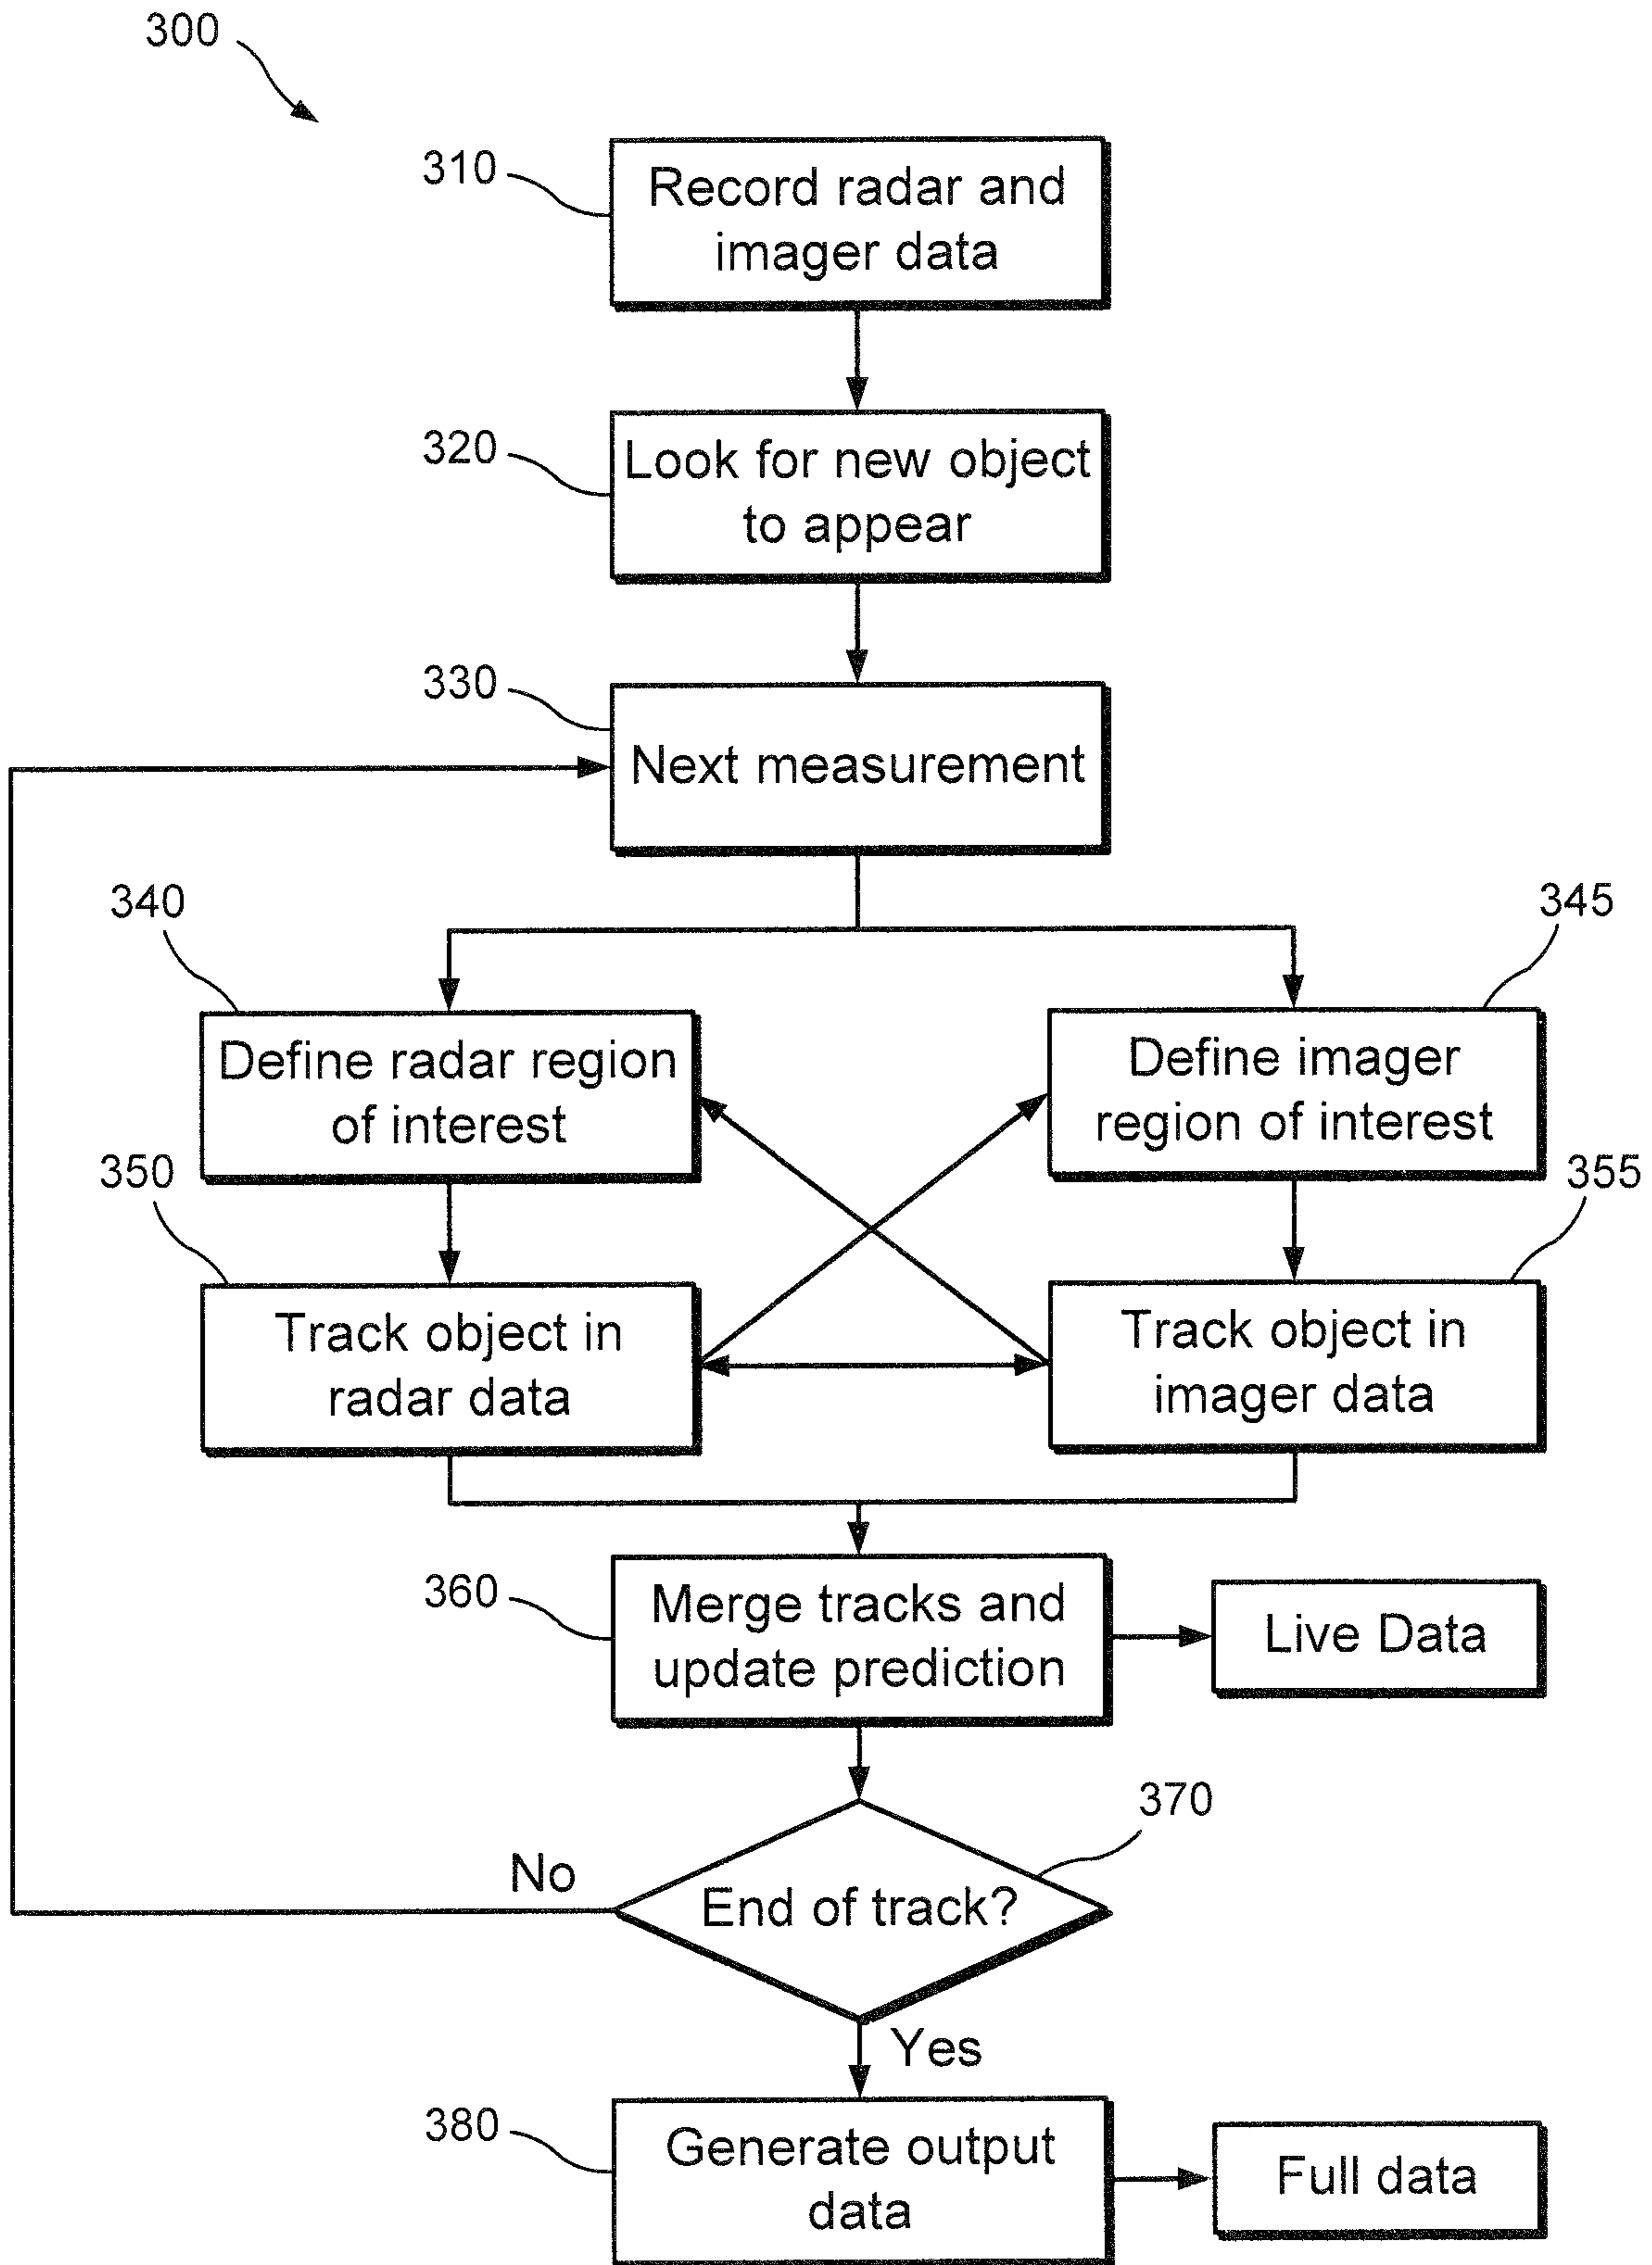 300
310
Record radar and
imager data
320
Look for new object
to appear
330
Next measurement
340
345
Define radar region
of interest
Define imager
region of interest
350
355
Track object in
radar data
Track object in
imager data
360
Merge tracks and
update prediction
Live Data
370
No
End of track?
Yes
380
Generate output
data
Full data